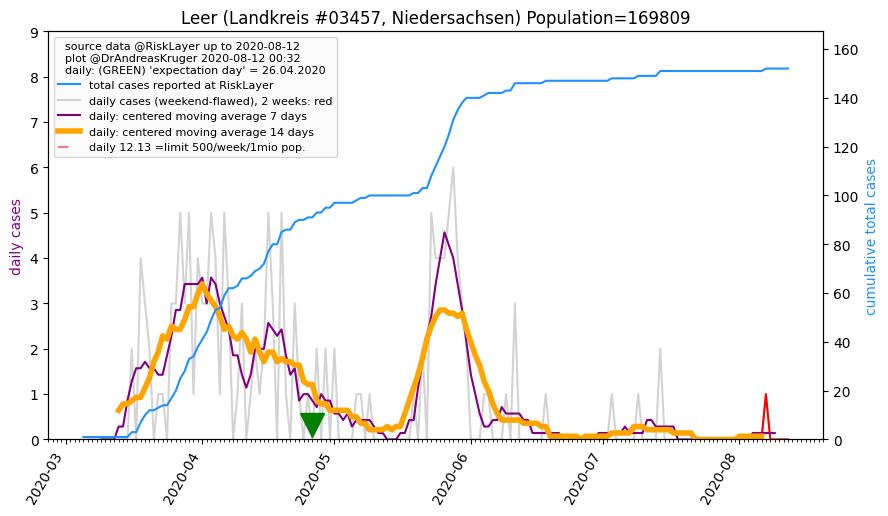 Leer (Landkreis #03457, Niedersachsen) Population=169809
source data @RiskLayer up to 2020-08-12
plot @DrAndreasKruger 2020-08-12 00:32
daily: (GREEN) 'expectation day' = 26.04.2020
total cases reported at RiskLayer
daily cases (weekend-flawed), 2 weeks: red
daily: centered moving average 7 days
daily: centered moving average 14 days
daily 12.13 =limit 500/week/1mio pop.
daily cases
9
8
7
6
5
4
3
2
1
0
160
140
120
100
80
60
40
20
0
cumulative total cases
2020-03
2020-04
2020-05
2020-06
2020-07
2020-08